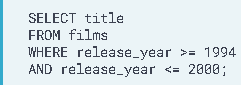 SELECT title
FROM films
WHERE release_year >= 1994
AND release_year <= 2000;